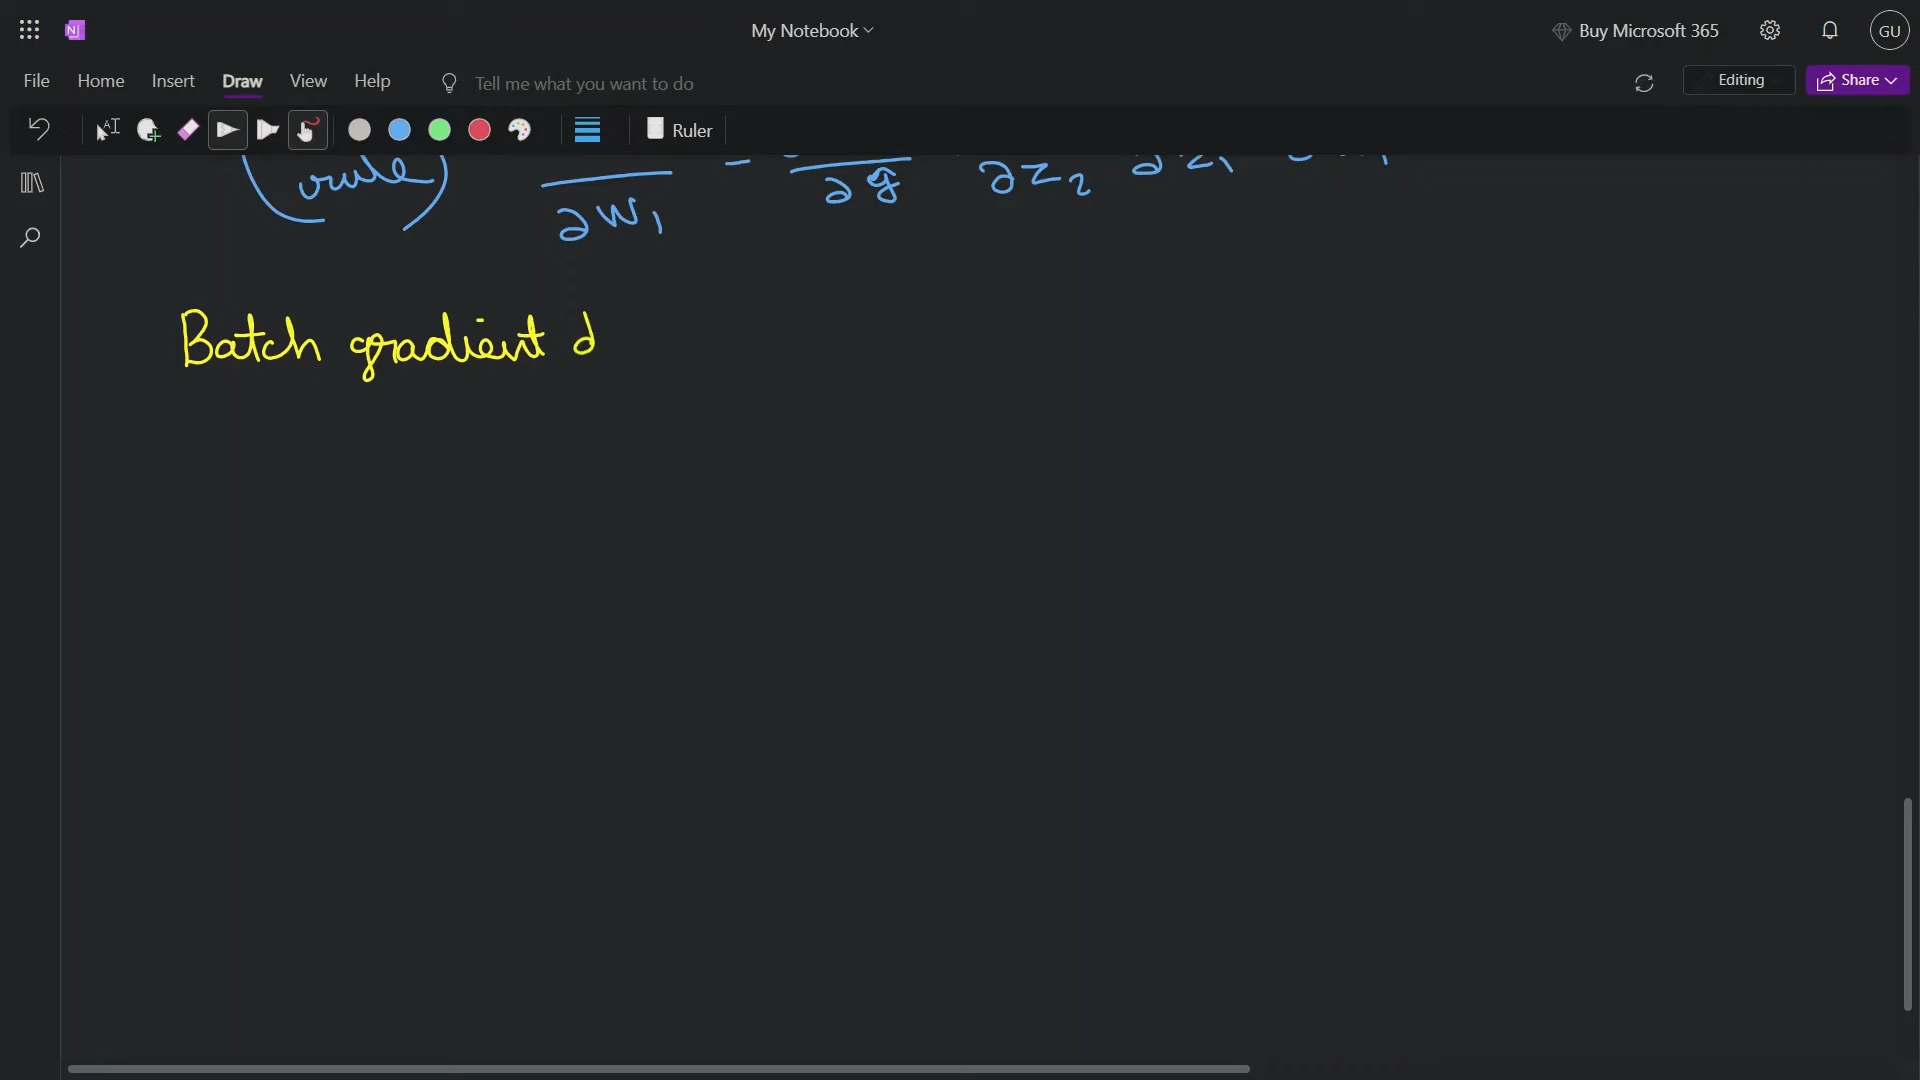 My Notebook
Buy Microsoft 365
GU
File Home Insert Draw View Help Tell me what you want to do
Editing Share
Ruler
(rule) ∂W₁ = ∂ŷ ∂z₂ ∂z₁
Batch gradient d